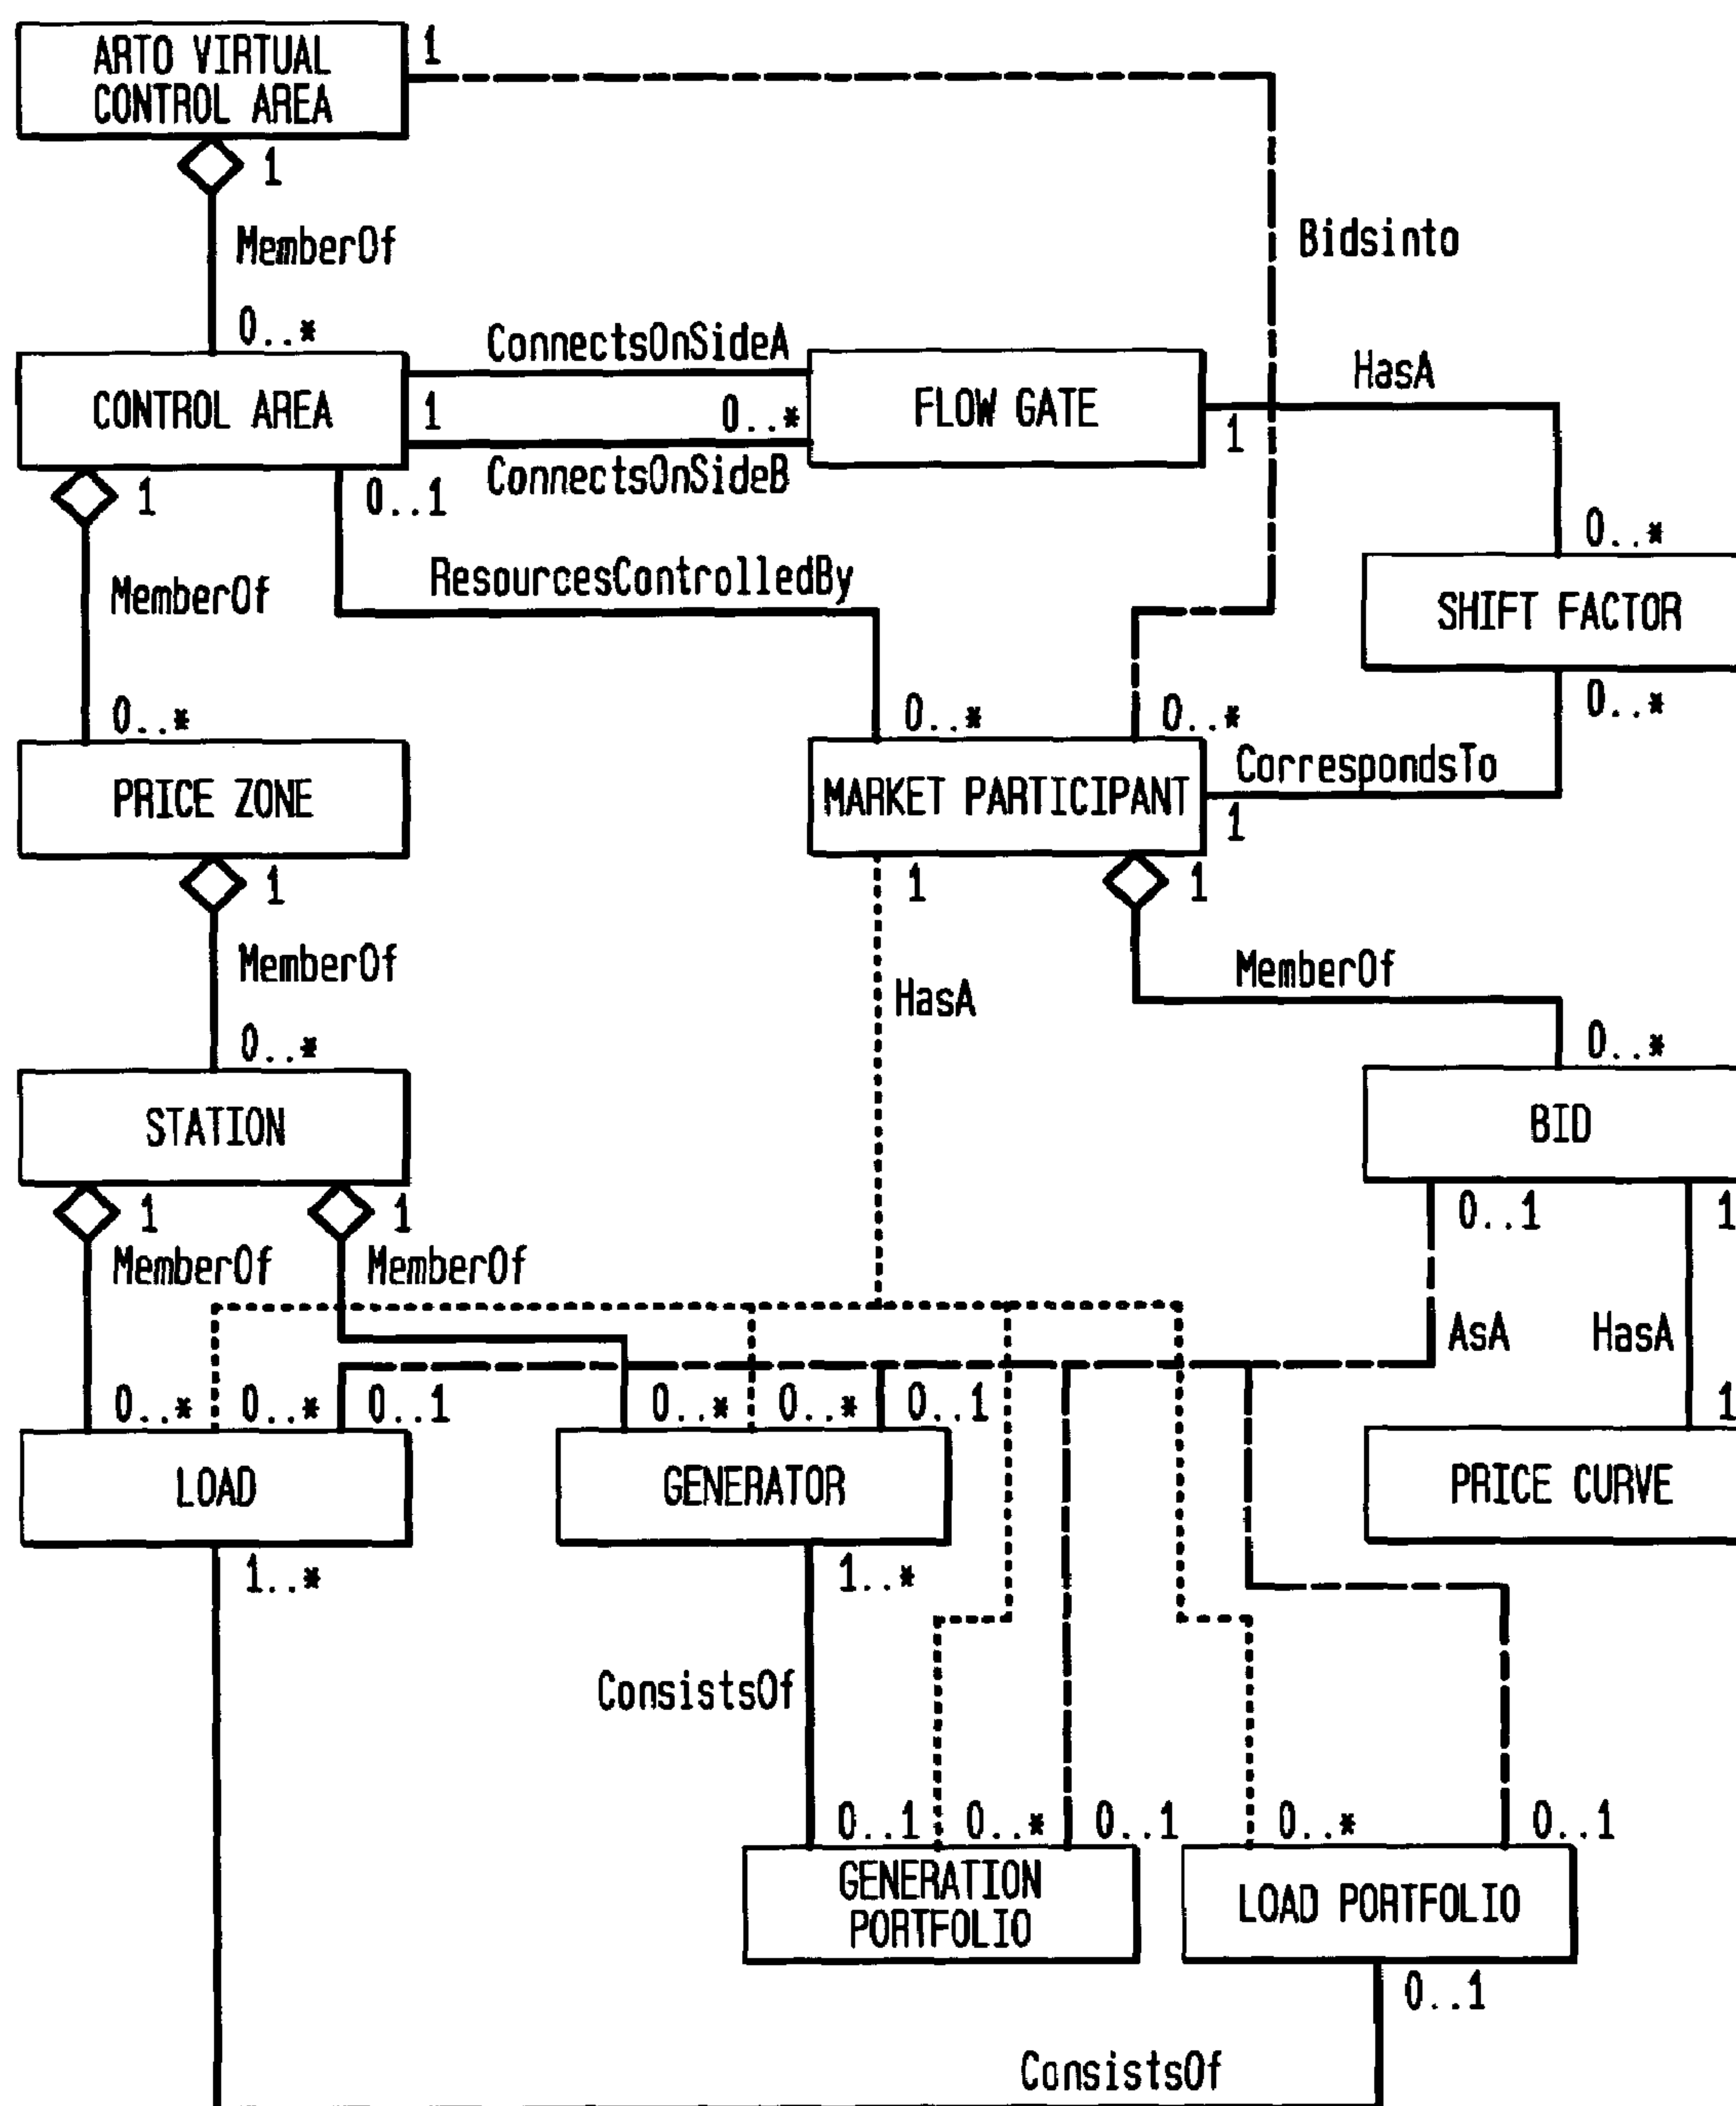 ARTO VIRTUAL
CONTROL AREA
1
1
MemberOf
Bidsinto
0..*
ConnectsOnSideA
HasA
CONTROL AREA
1
0..*
FLOW GATE
1
ConnectsOnSideB
1
0..1
0..*
MemberOf
ResourcesControlledBy
SHIFT FACTOR
0..*
0..*
0..*
0..*
PRICE ZONE
MARKET PARTICIPANT
CorrespondsTo
1
1
1
1
MemberOf
HasA
MemberOf
0..*
0..*
STATION
BID
1
1
0..1
1
MemberOf
MemberOf
AsA
HasA
0..*
0..*
0..1
0..*
0..*
0..1
1
LOAD
GENERATOR
PRICE CURVE
1..*
1..*
ConsistsOf
0..1
0..*
0..1
0..*
0..1
GENERATION
PORTFOLIO
LOAD PORTFOLIO
0..1
ConsistsOf